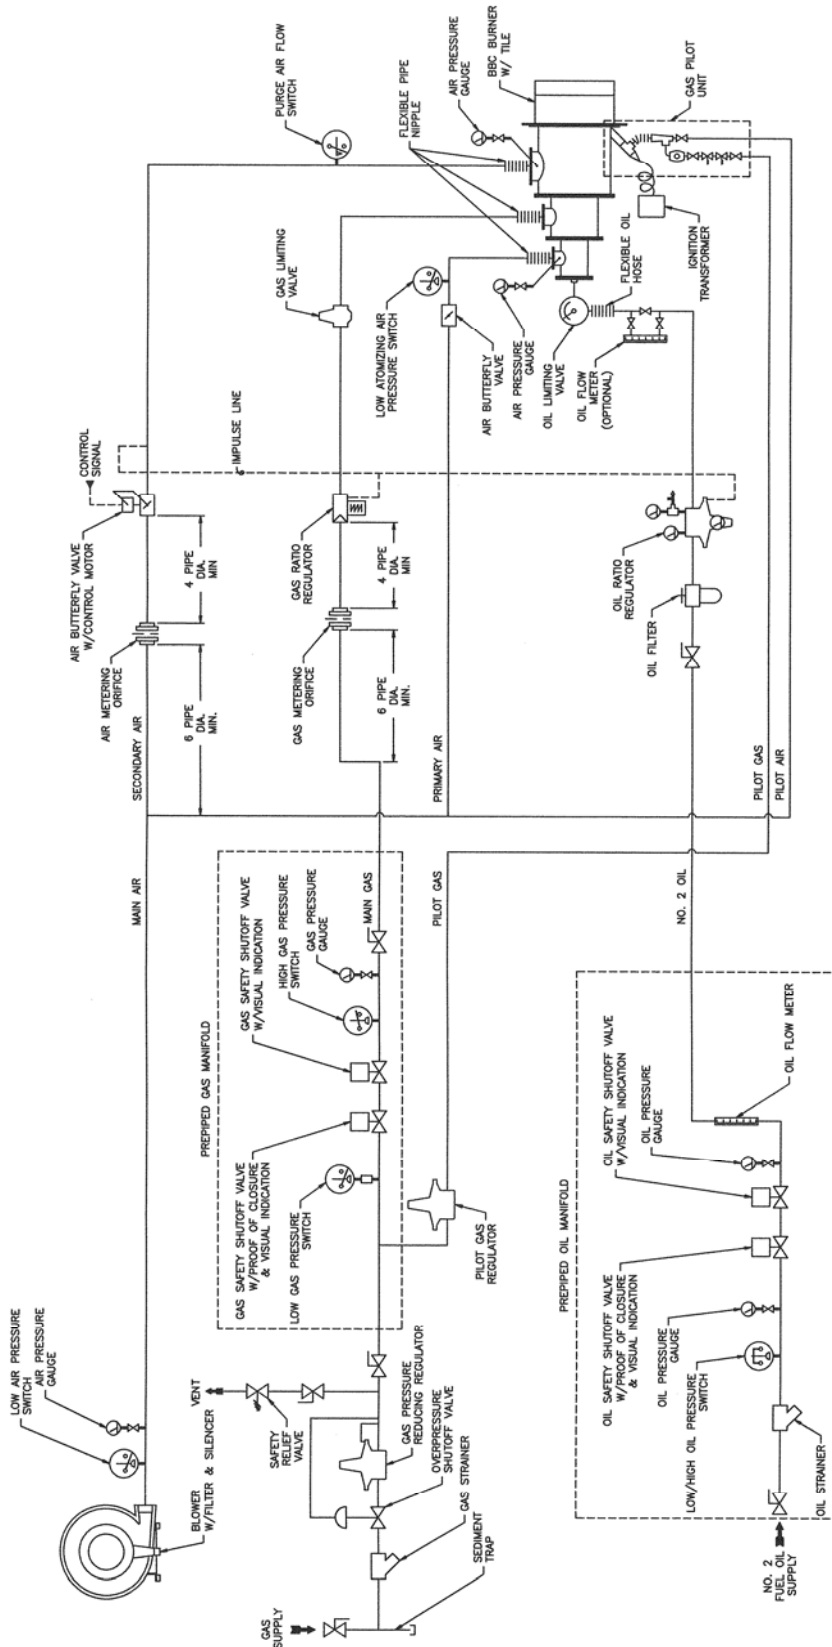 LOW AIR PRESSURE
SWITCH
AIR PRESSURE
GAUGE
BLOWER
W/FILTER & SILENCER
MAIN AIR
SECONDARY AIR
AIR METERING
ORIFICE
6 PIPE
DIA.
MIN.
AIR BUTTERFLY VALVE
W/CONTROL MOTOR
4 PIPE
DIA.
MIN
CONTROL
SIGNAL
IMPULSE LINE
PURGE AIR FLOW
SWITCH
GAS
SUPPLY
SEDIMENT
TRAP
GAS STRAINER
OVERPRESSURE
SHUTOFF VALVE
GAS PRESSURE
REDUCING REGULATOR
SAFETY
RELIEF
VALVE
VENT
PREPIPED GAS MANIFOLD
GAS SAFETY SHUTOFF VALVE
W/PROOF OF CLOSURE
& VISUAL INDICATION
LOW GAS PRESSURE
SWITCH
GAS SAFETY SHUTOFF VALVE
W/VISUAL INDICATION
HIGH GAS PRESSURE
SWITCH
GAS PRESSURE
GAUGE
MAIN GAS
PILOT GAS
REGULATOR
PILOT GAS
GAS METERING
ORIFICE
6 PIPE
DIA.
MIN.
GAS RATIO
REGULATOR
4 PIPE
DIA.
MIN
GAS LIMITING
VALVE
PRIMARY AIR
LOW ATOMIZING AIR
PRESSURE SWITCH
AIR BUTTERFLY
VALVE
AIR PRESSURE
GAUGE
FLEXIBLE PIPE
NIPPLE
AIR PRESSURE
GAUGE
BBC BURNER
W/ TILE
GAS PILOT
UNIT
IGNITION
TRANSFORMER
FLEXIBLE OIL
HOSE
OIL LIMITING
VALVE
OIL FLOW
METER
(OPTIONAL)
OIL RATIO
REGULATOR
OIL FILTER
PILOT GAS
PILOT AIR
NO. 2 OIL
PREPIPED OIL MANIFOLD
OIL SAFETY SHUTOFF VALVE
W/PROOF OF CLOSURE
& VISUAL INDICATION
OIL PRESSURE
GAUGE
LOW/HIGH OIL PRESSURE
SWITCH
OIL SAFETY SHUTOFF VALVE
W/VISUAL INDICATION
OIL PRESSURE
GAUGE
OIL FLOW METER
OIL STRAINER
NO. 2
FUEL OIL
SUPPLY